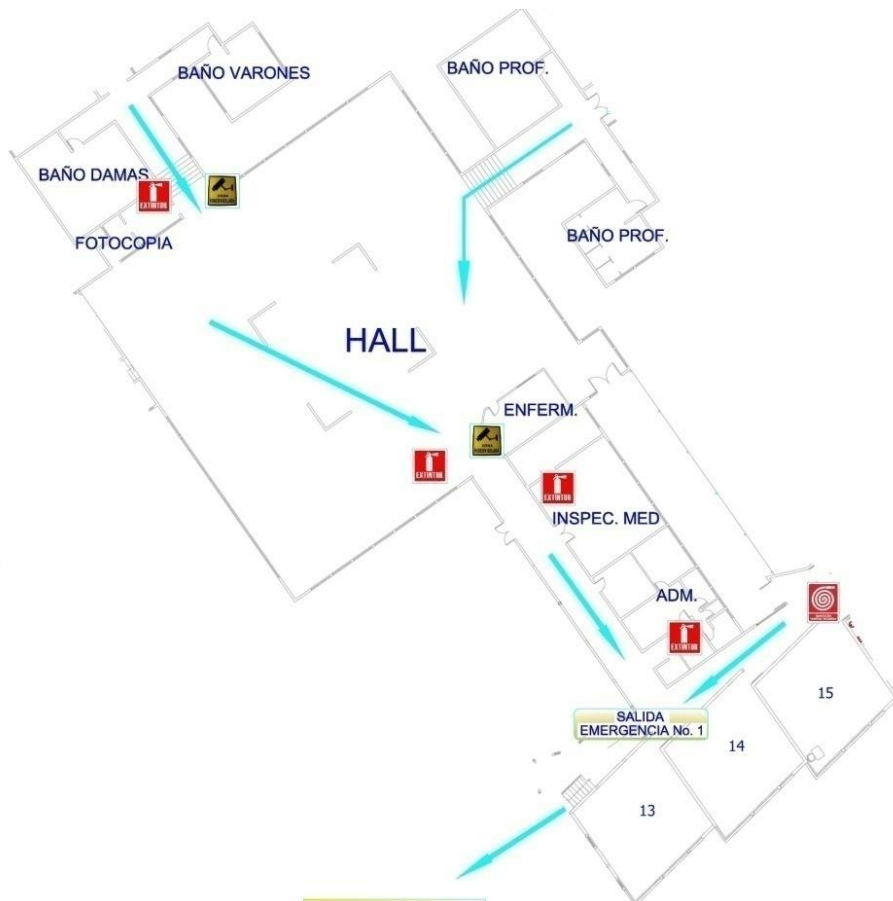 BAÑO VARONES
BAÑO PROF.
BAÑO DAMAS
EXTINTOR
FOTOCOPIA
BAÑO PROF.
HALL
ENFERM.
EXTINTOR
EXTINTOR
INSPEC. MED
ADM.
EXTINTOR
15
SALIDA
EMERGENCIA No. 1
14
13